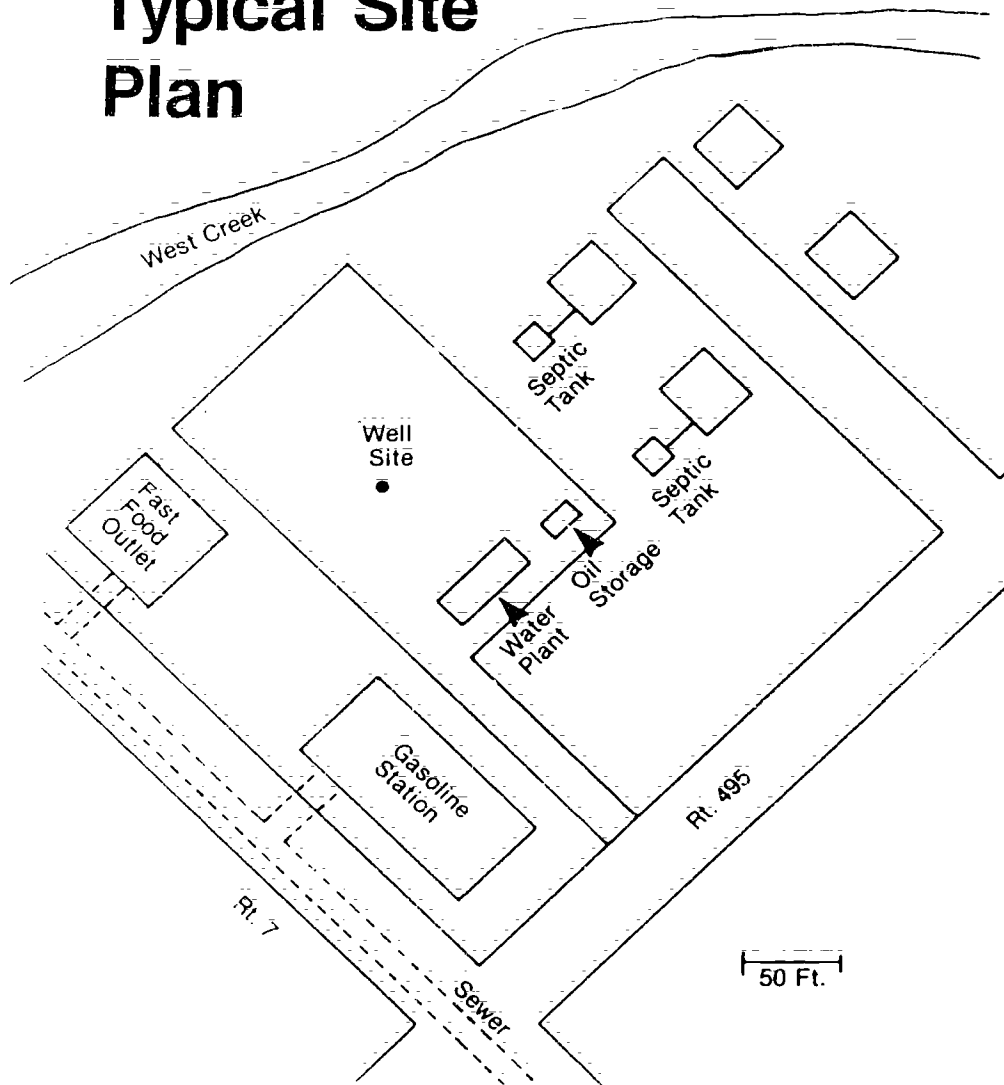 Typical Site
Plan
West Creek
Septic
Tank
Septic
Tank
Well
Site
Fast
Food
Outlet
Oil
Storage
Water
Plant
Gasoline
Station
Rt. 495
Rt. 7
Sewer
50 Ft.